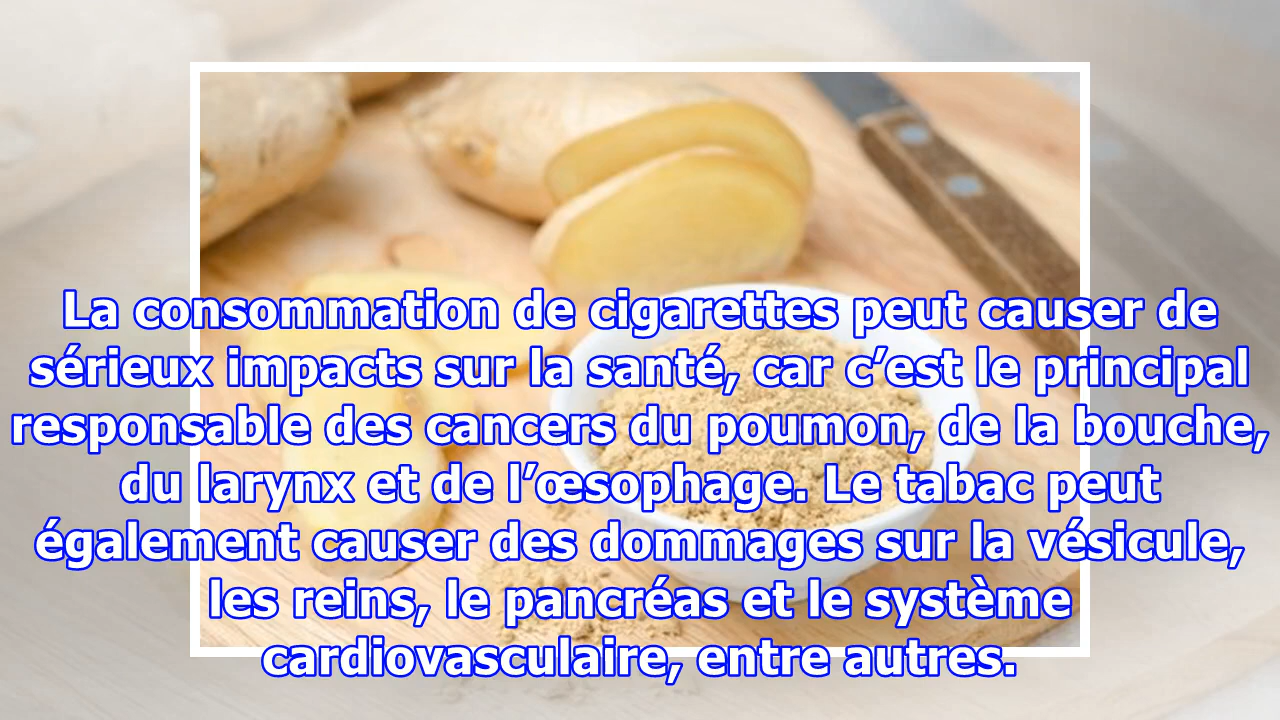 La consommation de cigarettes peut causer de
sérieux impacts sur la santé, car c’est le principal
responsable des cancers du poumon, de la bouche,
du larynx et de l’œsophage. Le tabac peut
également causer des dommages sur la vésicule,
les reins, le pancréas et le système
cardiovasculaire, entre autres.